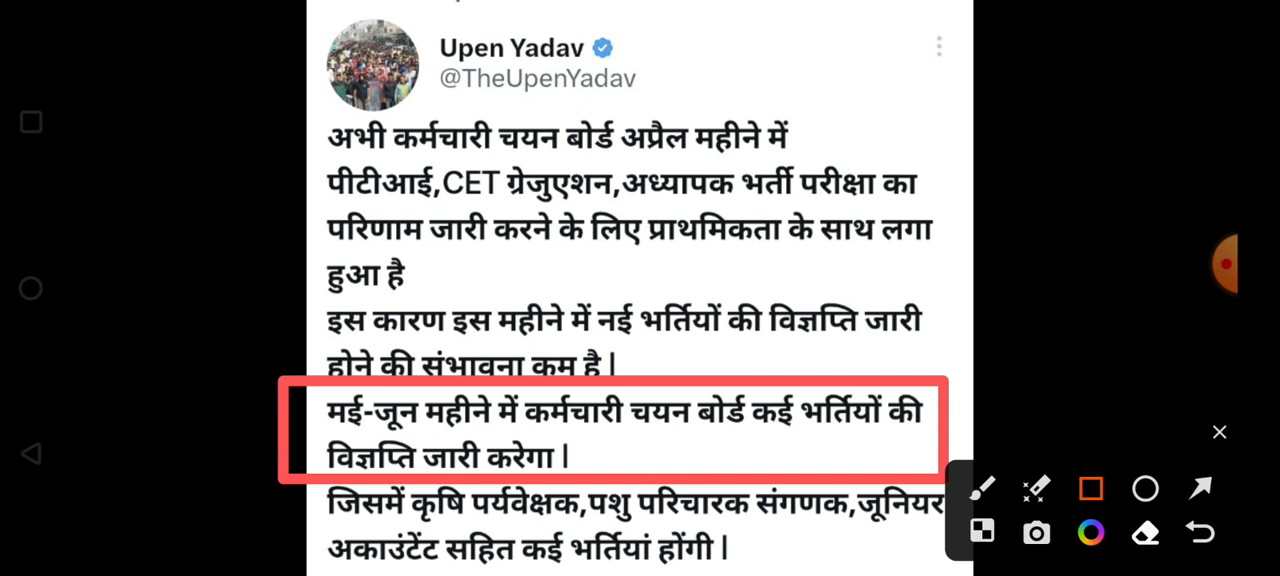 Upen Yadav
@TheUpenYadav
अभी कर्मचारी चयन बोर्ड अप्रैल महीने में
पीटीआई,CET ग्रेजुएशन,अध्यापक भर्ती परीक्षा का
परिणाम जारी करने के लिए प्राथमिकता के साथ लगा
हुआ है
इस कारण इस महीने में नई भर्तियों की विज्ञप्ति जारी
होने की संभावना कम है |
मई-जून महीने में कर्मचारी चयन बोर्ड कई भर्तियों की
विज्ञप्ति जारी करेगा |
जिसमें कृषि पर्यवेक्षक,पशु परिचारक संगणक,जूनियर
अकाउंटेंट सहित कई भर्तियां होंगी |